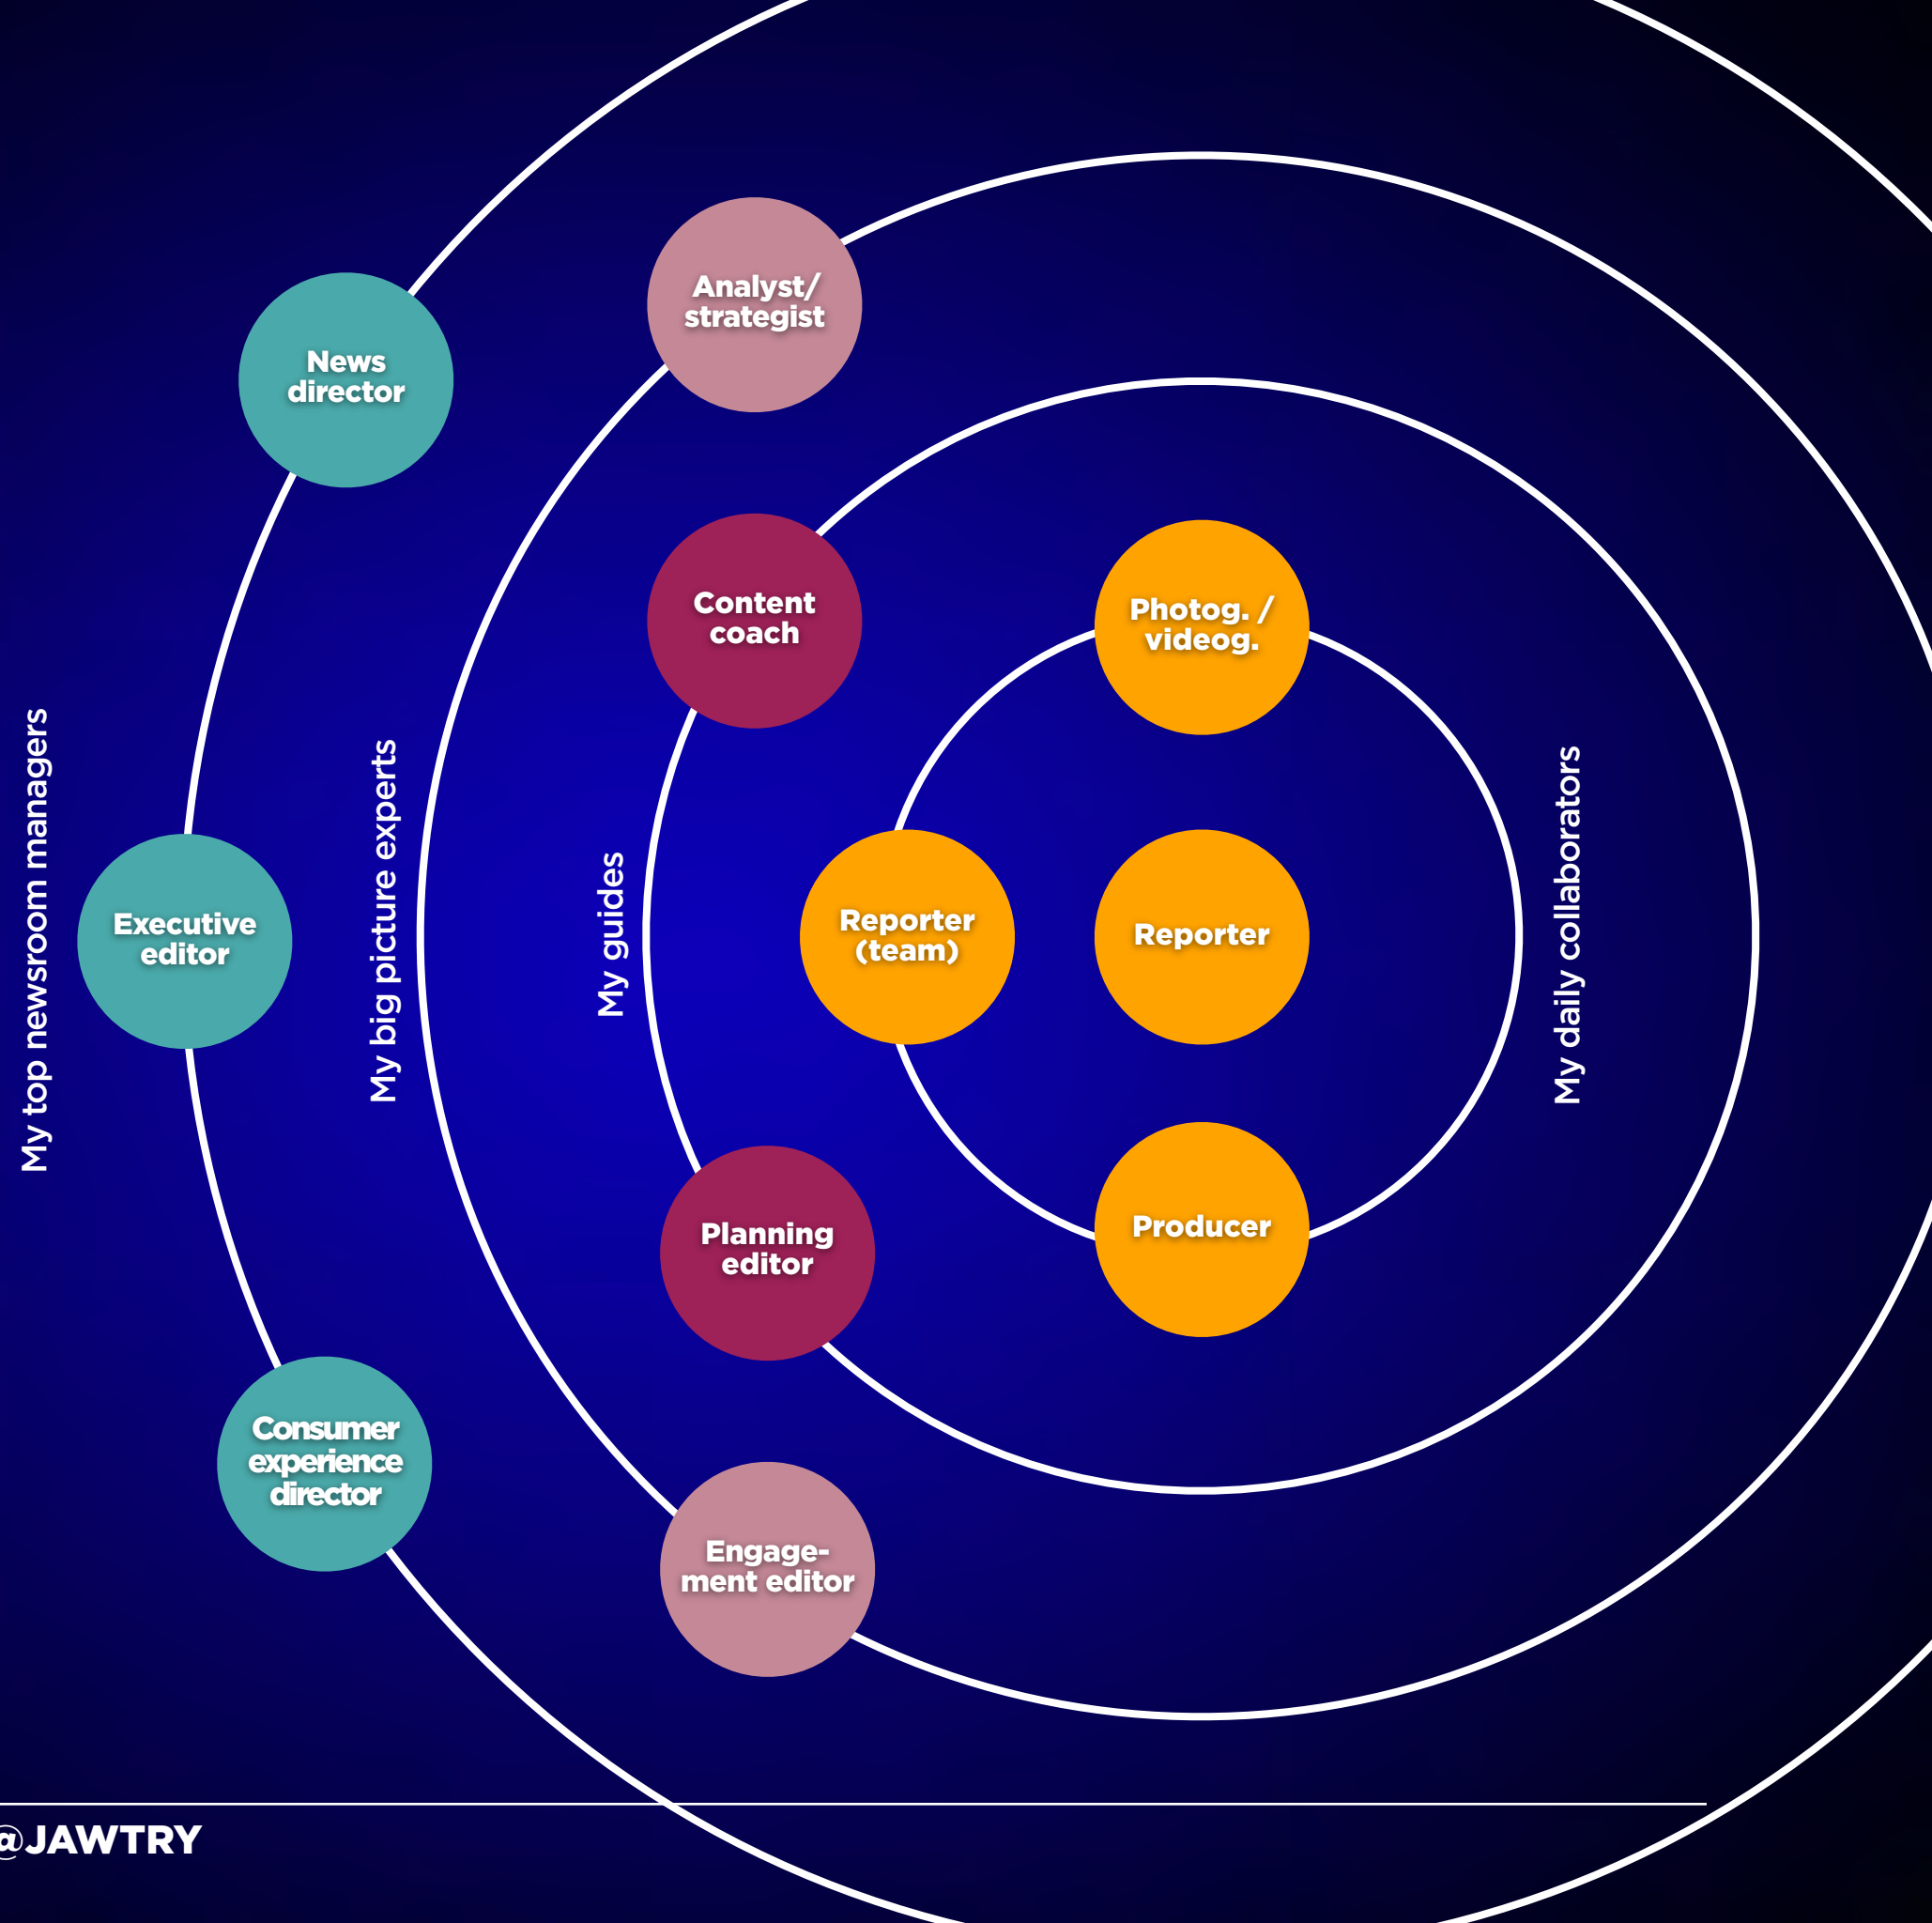 Analyst/
strategist
News
director
Content
coach
Photog. /
videog.
My top newsroom managers
My big picture experts
My guides
My daily collaborators
Executive
editor
Reporter
(team)
Reporter
Planning
editor
Producer
Consumer
experience
director
Engage-
ment editor
@JAWTRY